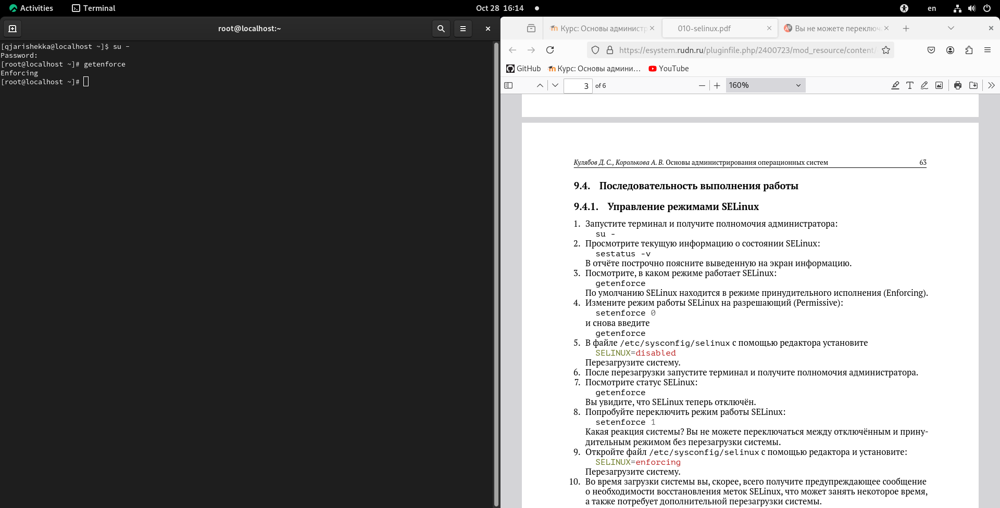 Activities
Terminal
Oct 28 16:14
en
root@localhost:~
[qjarishekka@localhost ~]$ su -
Password:
[root@localhost ~]# getenforce
Enforcing
[root@localhost ~]#
Курс: Основы администр
010-selinux.pdf
Вы не можете переключ
https://esystem.rudn.ru/pluginfile.php/2400723/mod_resource/content/
GitHub
Курс: Основы админи…
YouTube
3 of 6
160%
Кулябов Д. С., Королькова А. В. Основы администрирования операционных систем 63
9.4. Последовательность выполнения работы
9.4.1. Управление режимами SELinux
1. Запустите терминал и получите полномочия администратора:
su -
2. Просмотрите текущую информацию о состоянии SELinux:
sestatus -v
В отчёте построчно поясните выведенную на экран информацию.
3. Посмотрите, в каком режиме работает SELinux:
getenforce
По умолчанию SELinux находится в режиме принудительного исполнения (Enforcing).
4. Измените режим работы SELinux на разрешающий (Permissive):
setenforce 0
и снова введите
getenforce
5. В файле /etc/sysconfig/selinux с помощью редактора установите
SELINUX=disabled
Перезагрузите систему.
6. После перезагрузки запустите терминал и получите полномочия администратора.
7. Посмотрите статус SELinux:
getenforce
Вы увидите, что SELinux теперь отключён.
8. Попробуйте переключить режим работы SELinux:
setenforce 1
Какая реакция системы? Вы не можете переключаться между отключённым и прину-
дительным режимом без перезагрузки системы.
9. Откройте файл /etc/sysconfig/selinux с помощью редактора и установите:
SELINUX=enforcing
Перезагрузите систему.
10. Во время загрузки системы вы, скорее, всего получите предупреждающее сообщение
о необходимости восстановления меток SELinux, что может занять некоторое время,
а также потребует дополнительной перезагрузки системы.